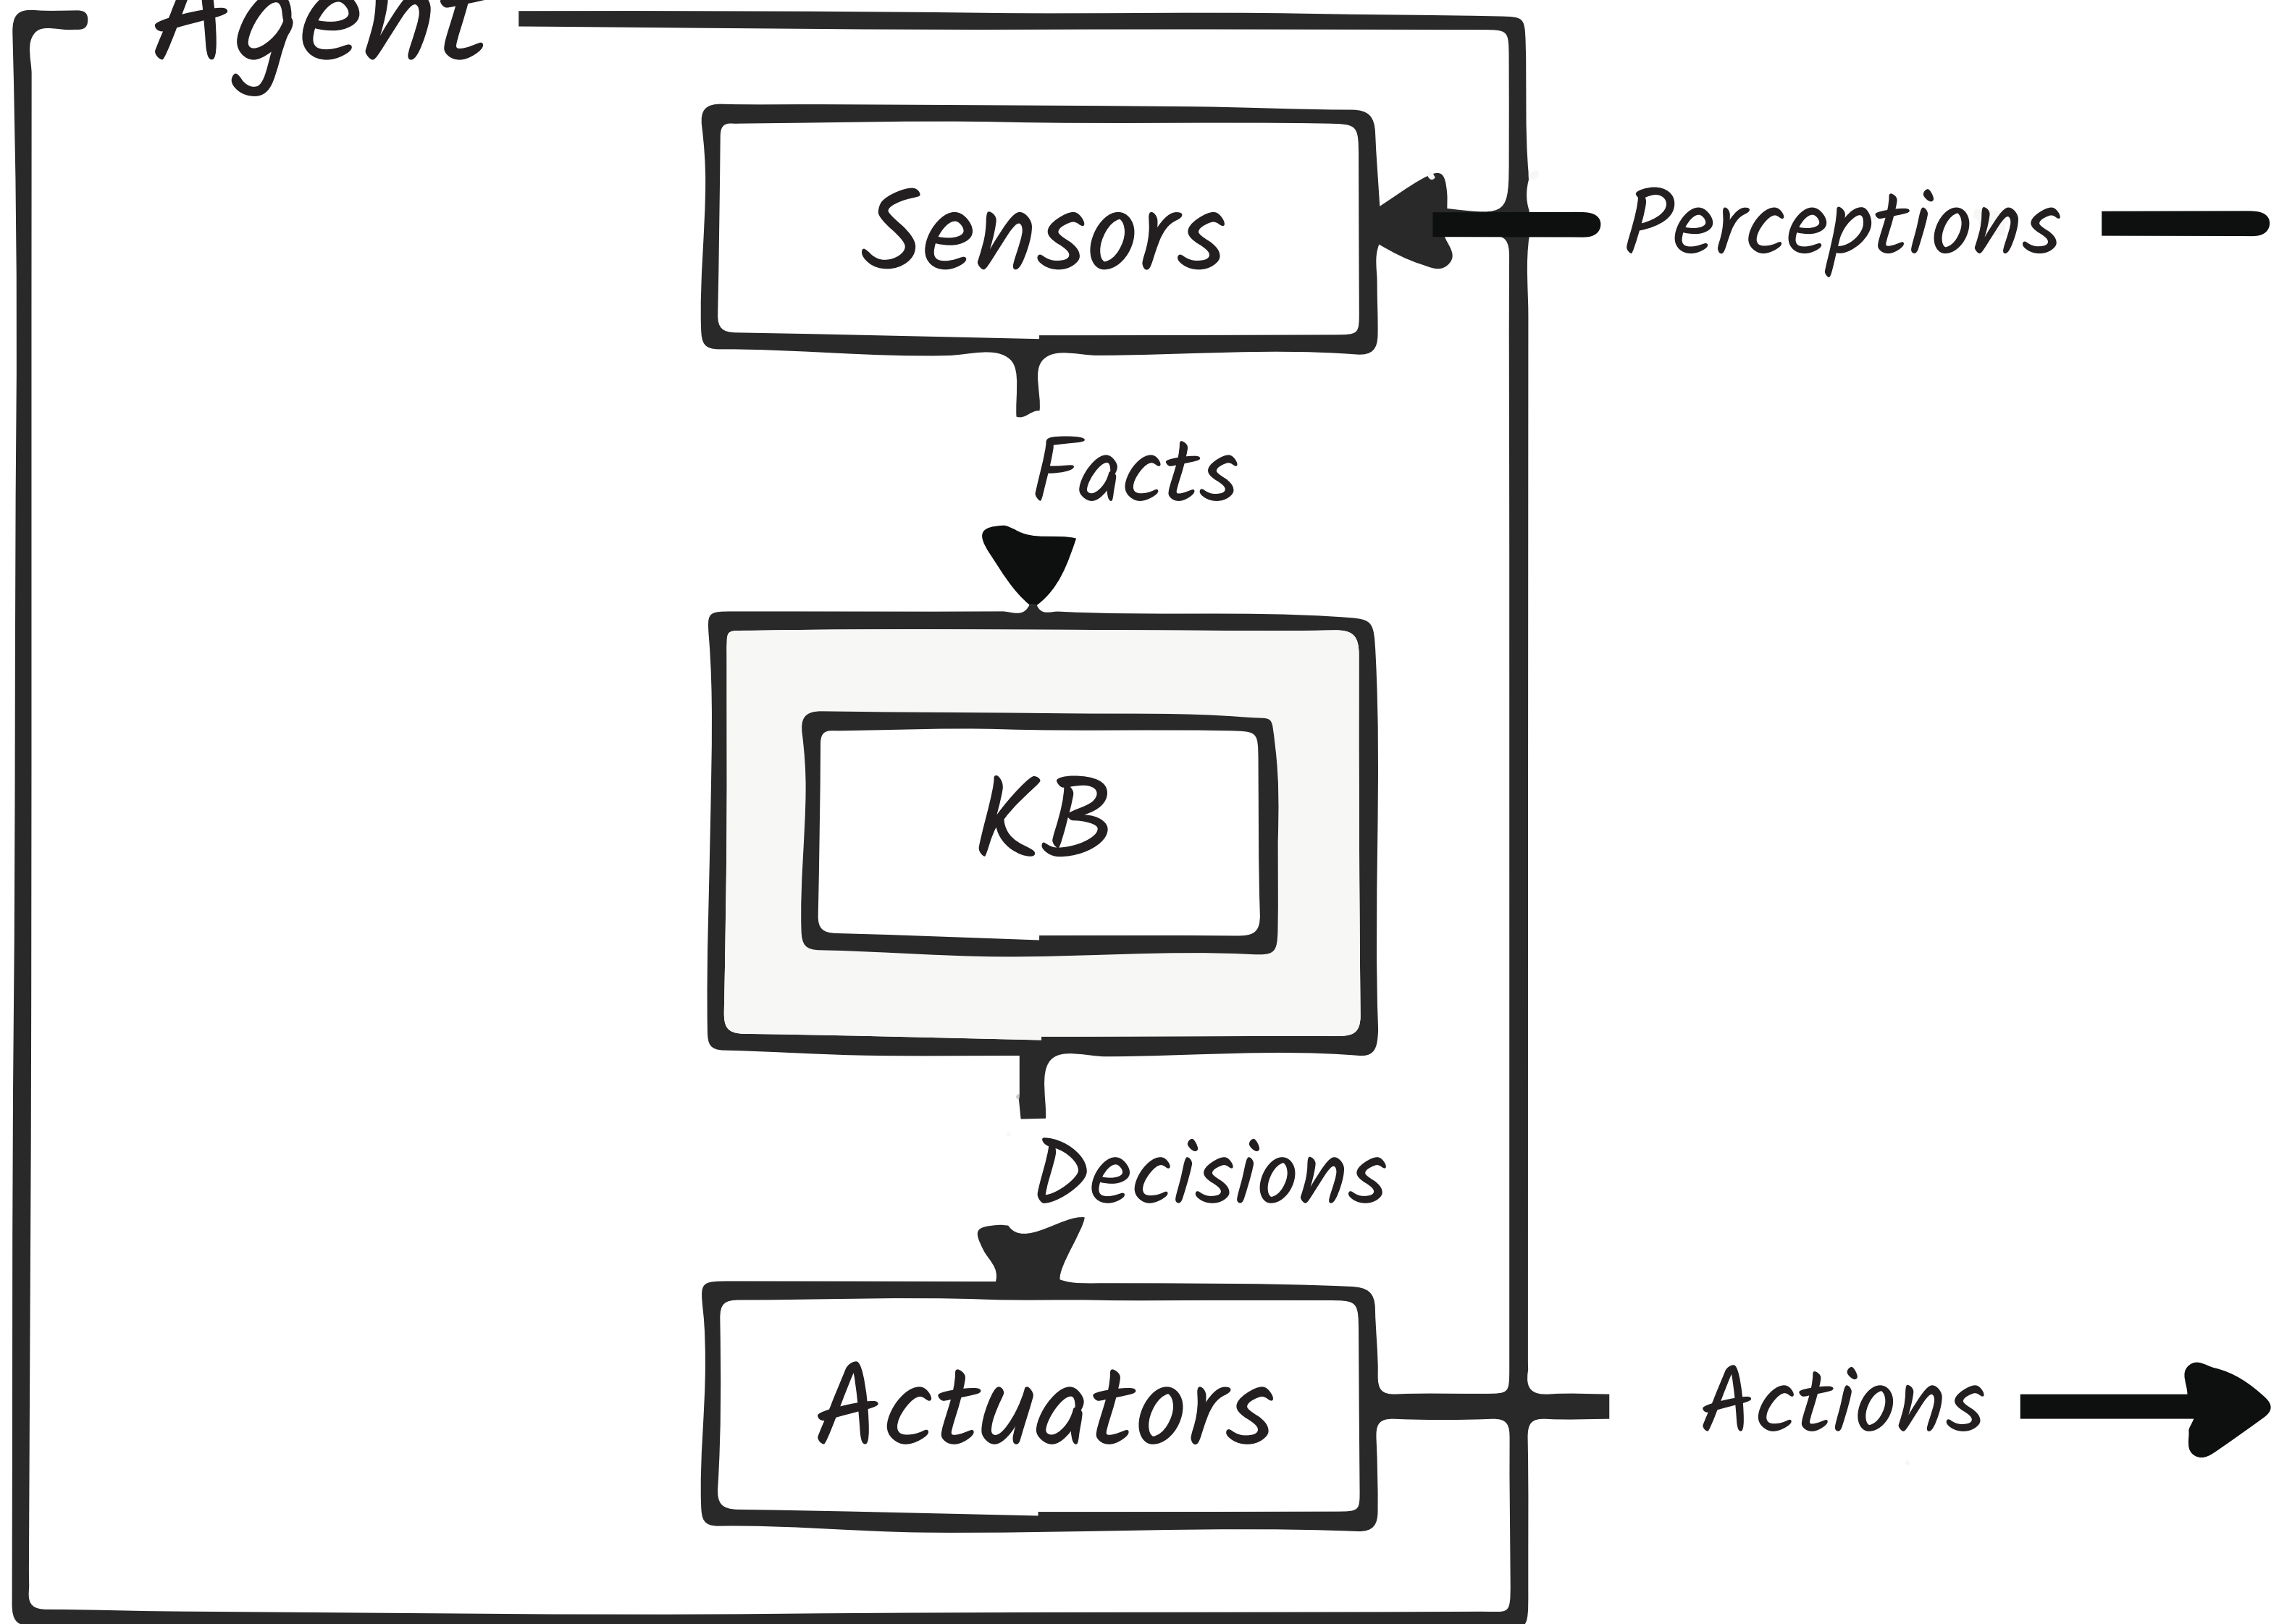 Agent
Sensors
Perceptions
Facts
KB
Decisions
Actuators
Actions